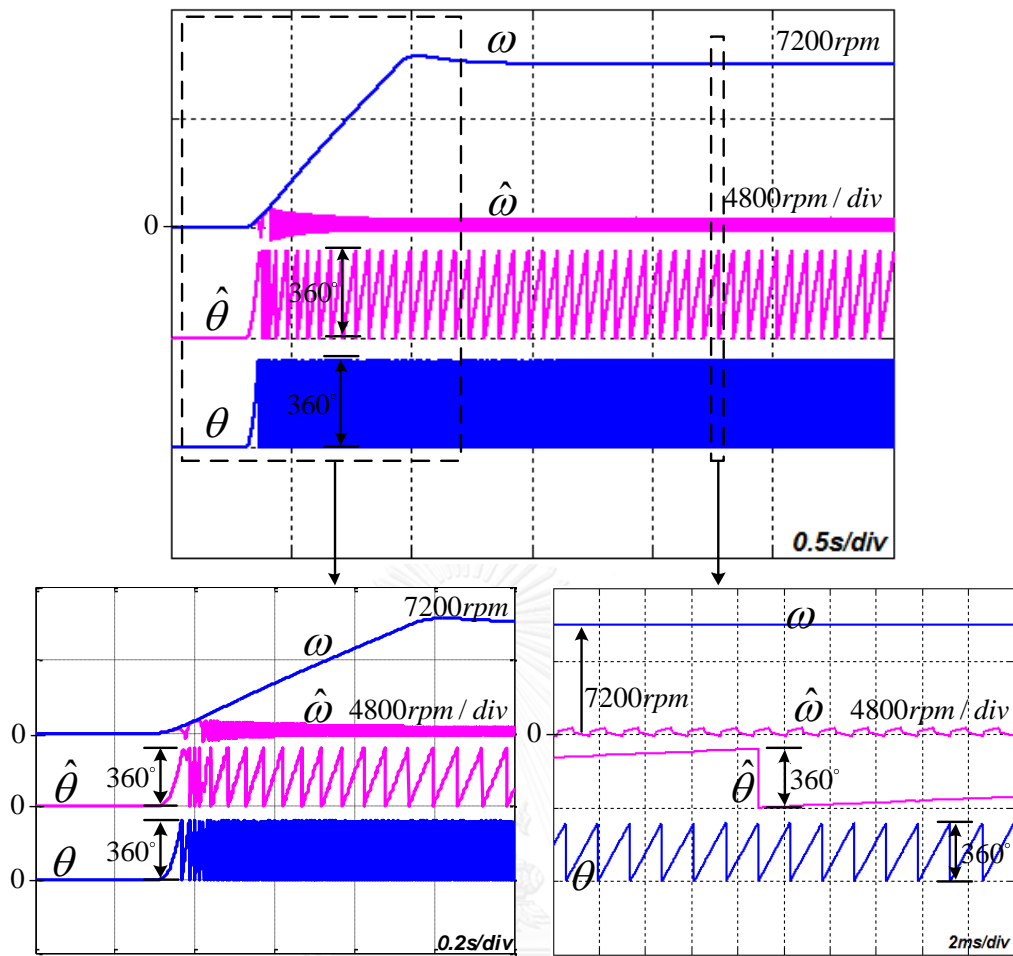 ω
7200rpm
ω̂
4800rpm / div
0
360°
θ̂
360°
θ
0.5s/div
7200rpm
ω
ω̂
4800rpm / div
0
360°
θ̂
0
360°
θ
0
0.2s/div
ω
7200rpm
ω̂
4800rpm / div
0
θ̂
360°
360°
θ
2ms/div